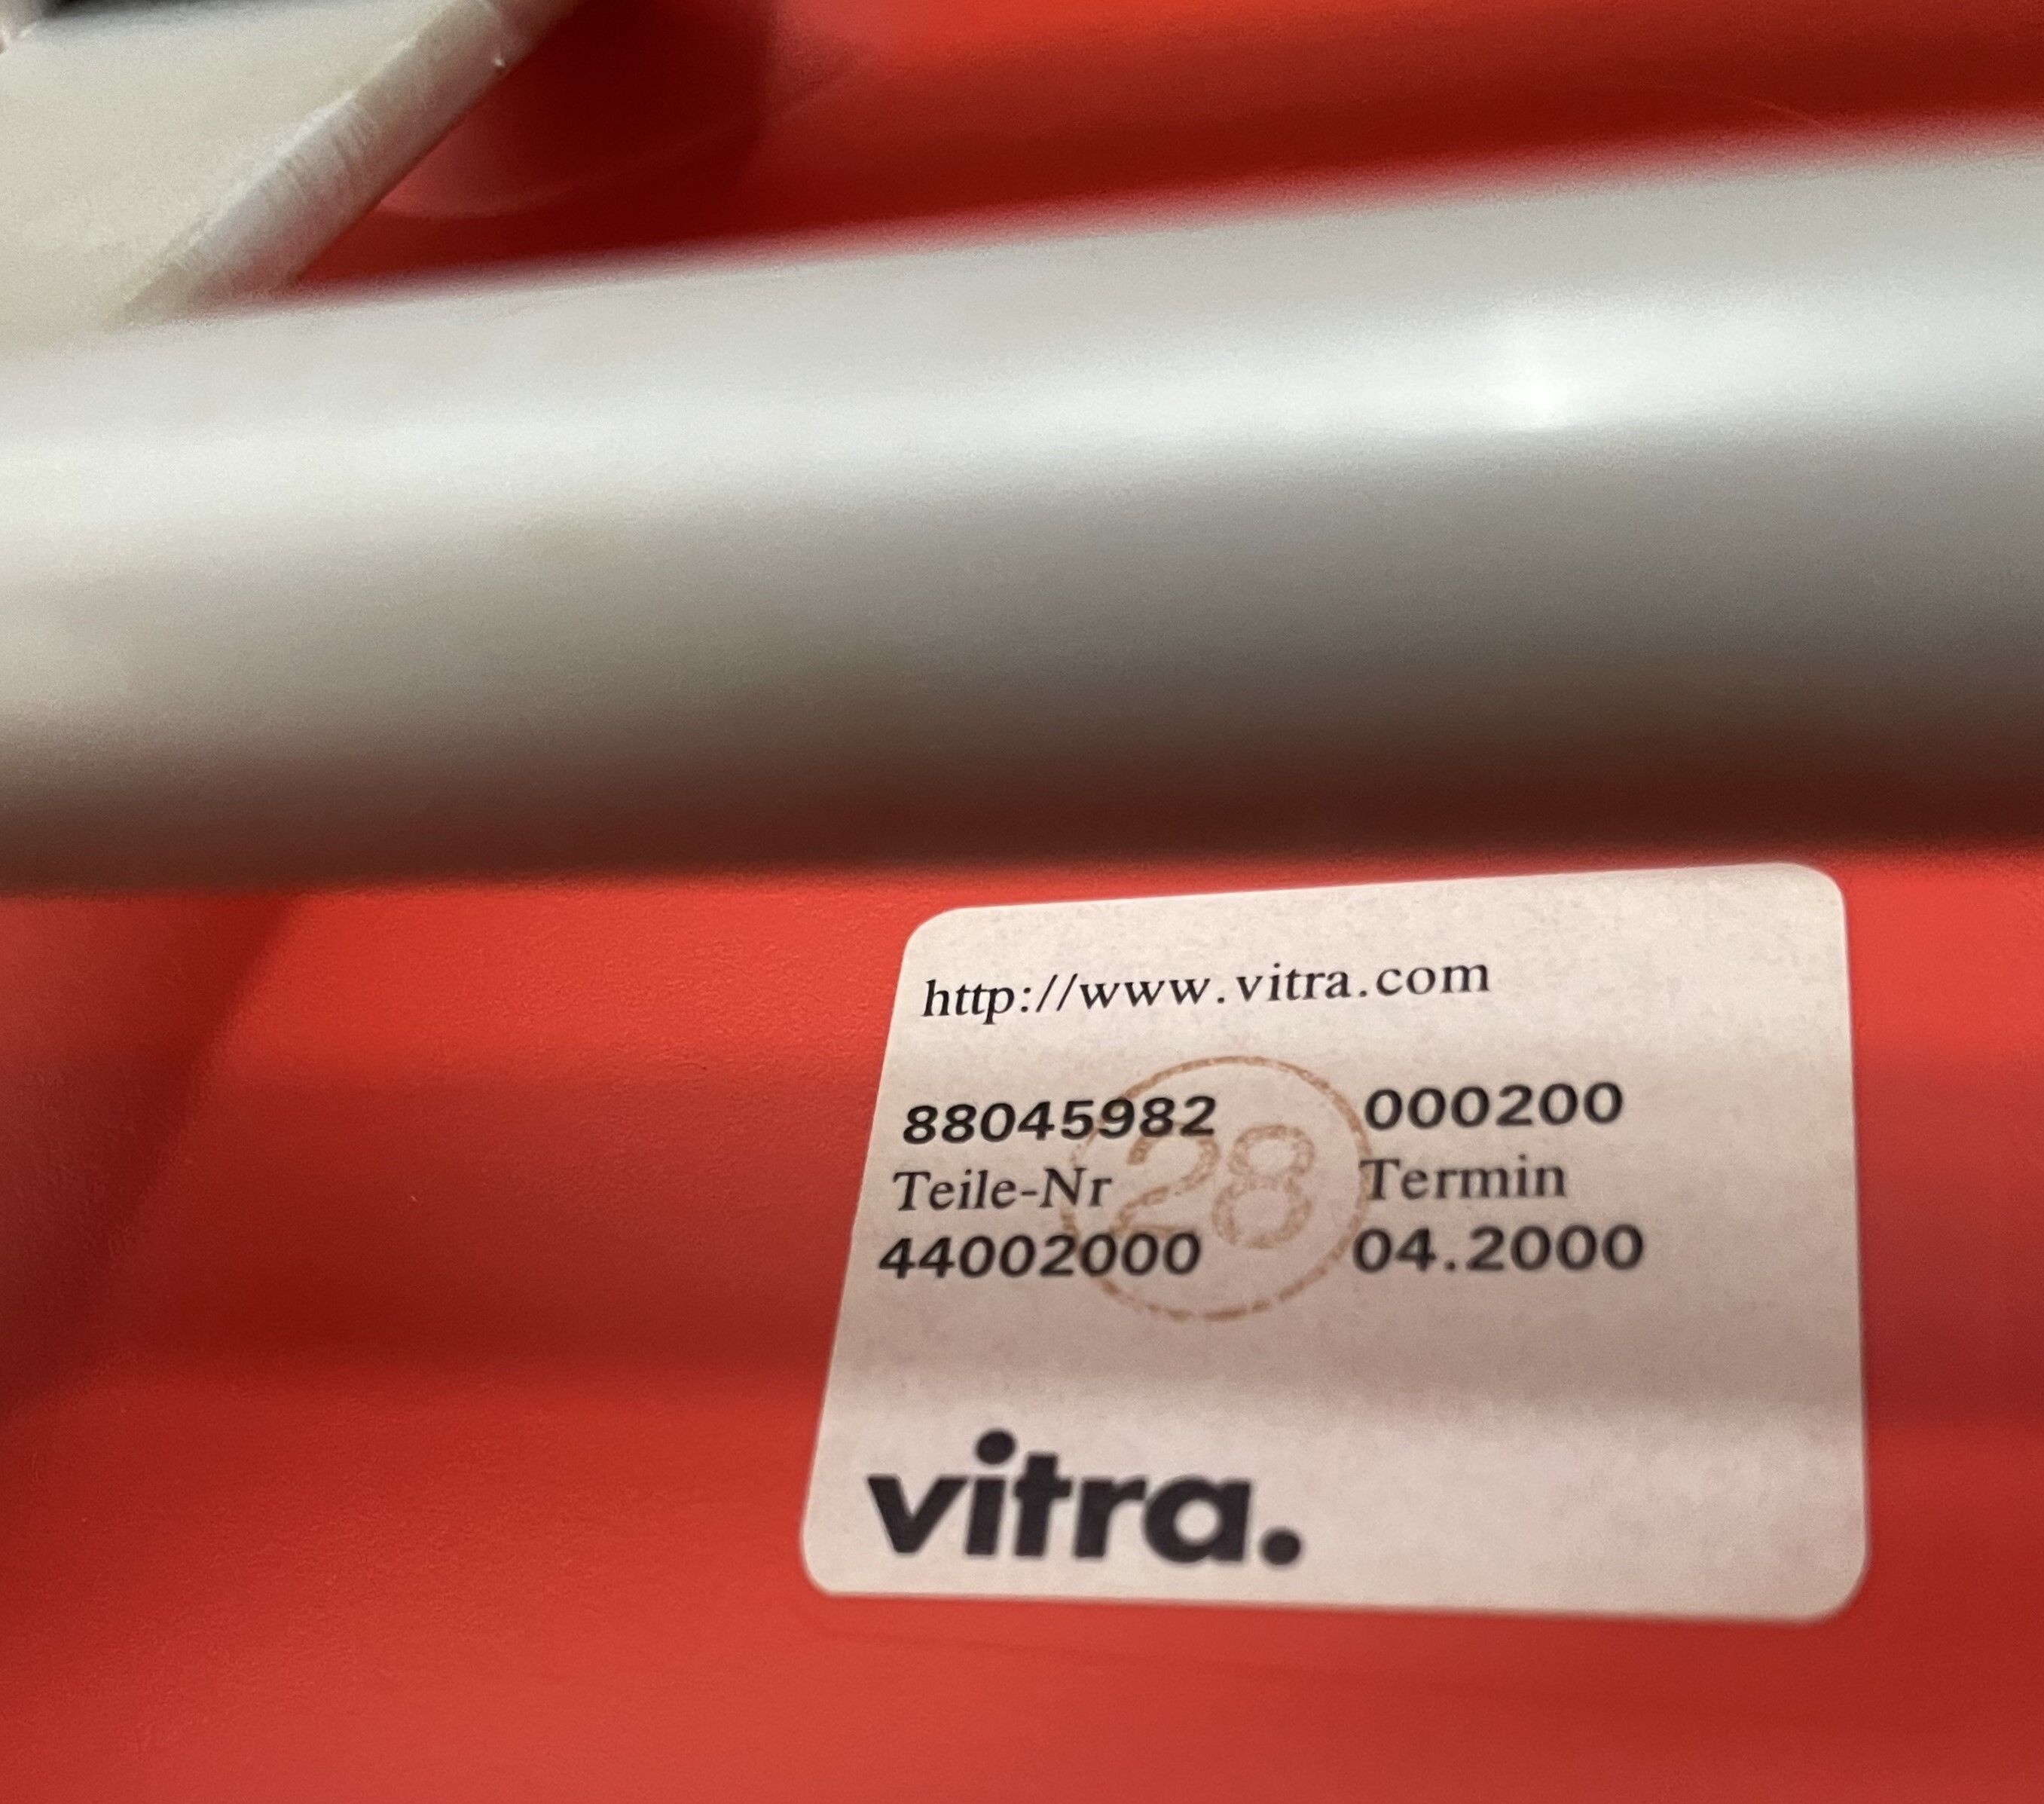 http://www.vitra.com
88045982 000200
Teile-Nr Termin
28
44002000 04.2000
vitra.